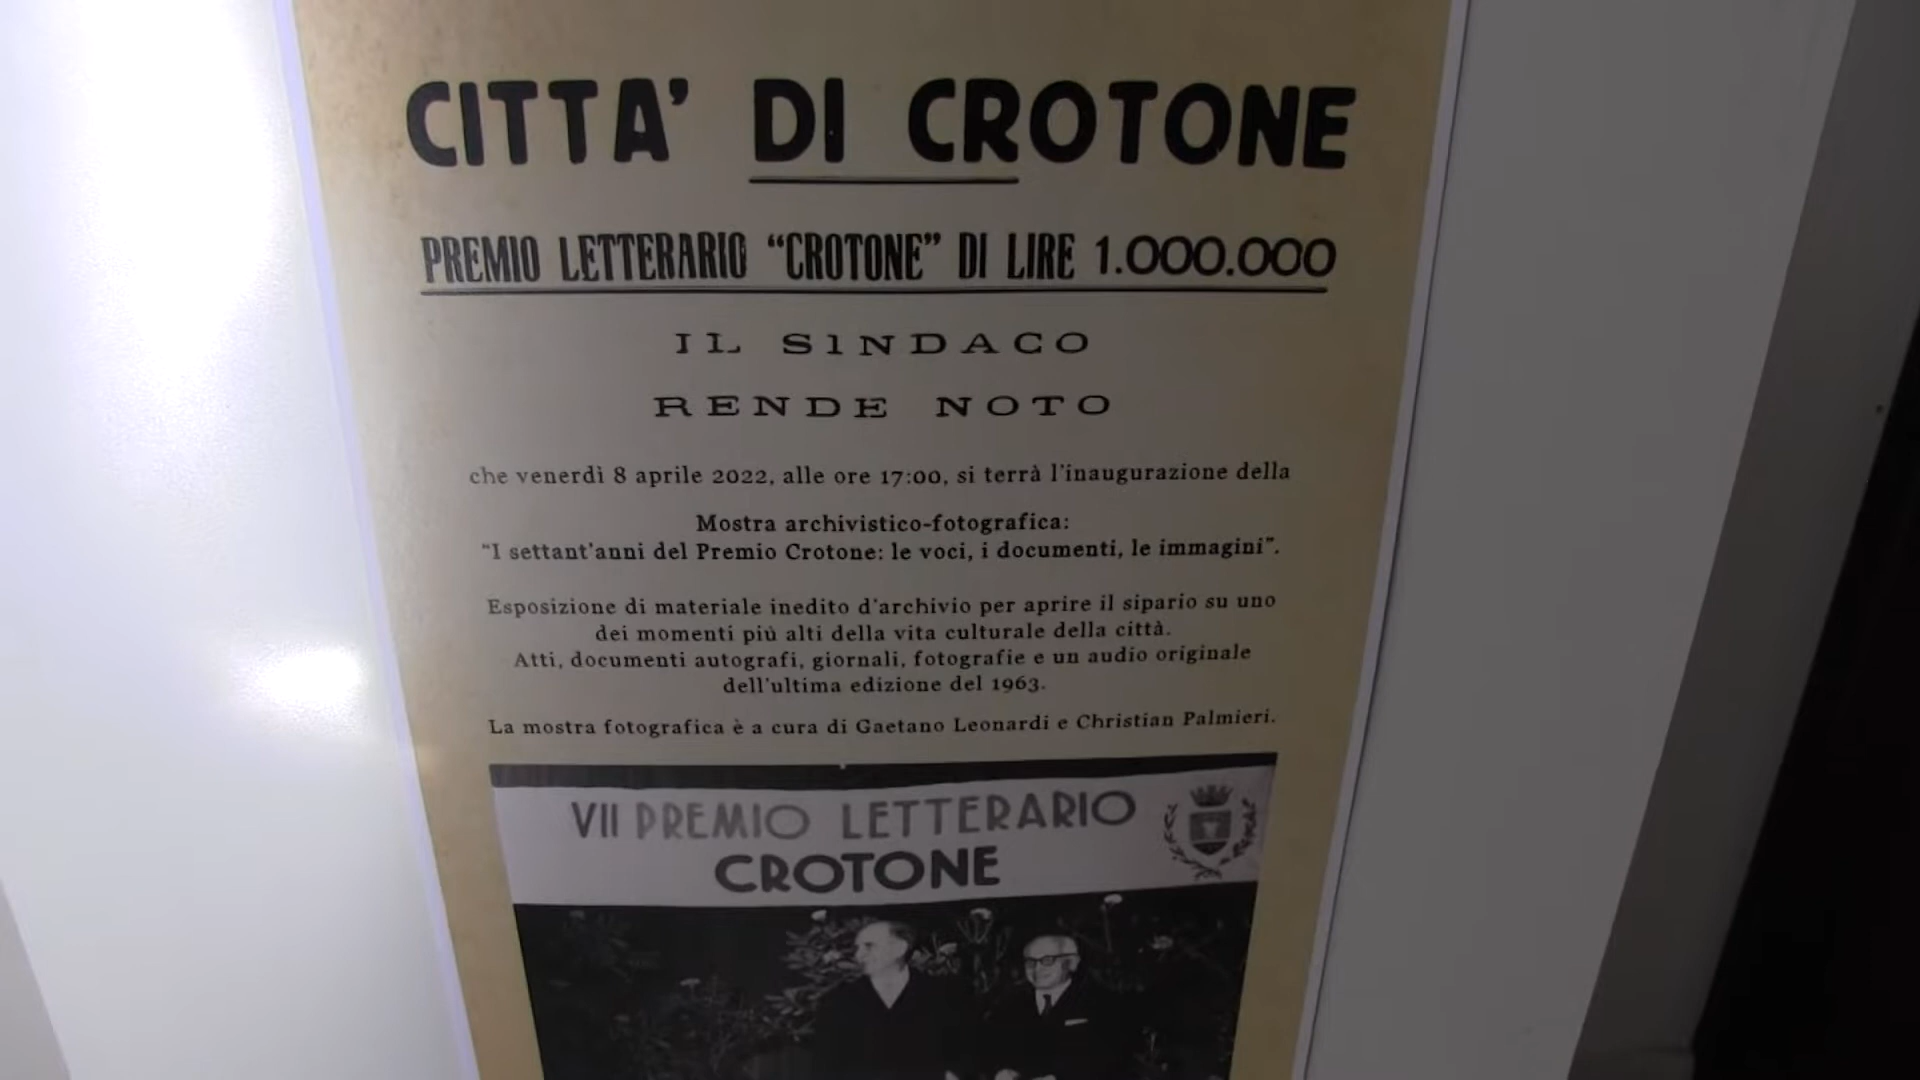 CITTA' DI CROTONE
PREMIO LETTERARIO “CROTONE” DI LIRE 1.000.000
IL S1NDACO
RENDE NOTO
che venerdì 8 aprile 2022, alle ore 17:00, si terrà l'inaugurazione della
Mostra archivistico-fotografica:
“I settant'anni del Premio Crotone: le voci, i documenti, le immagini”.
Esposizione di materiale inedito d'archivio per aprire il sipario su uno
dei momenti più alti della vita culturale della città.
Atti, documenti autografi, giornali, fotografie e un audio originale
dell'ultima edizione del 1963.
La mostra fotografica è a cura di Gaetano Leonardi e Christian Palmieri.
VII PREMIO LETTERARIO
CROTONE